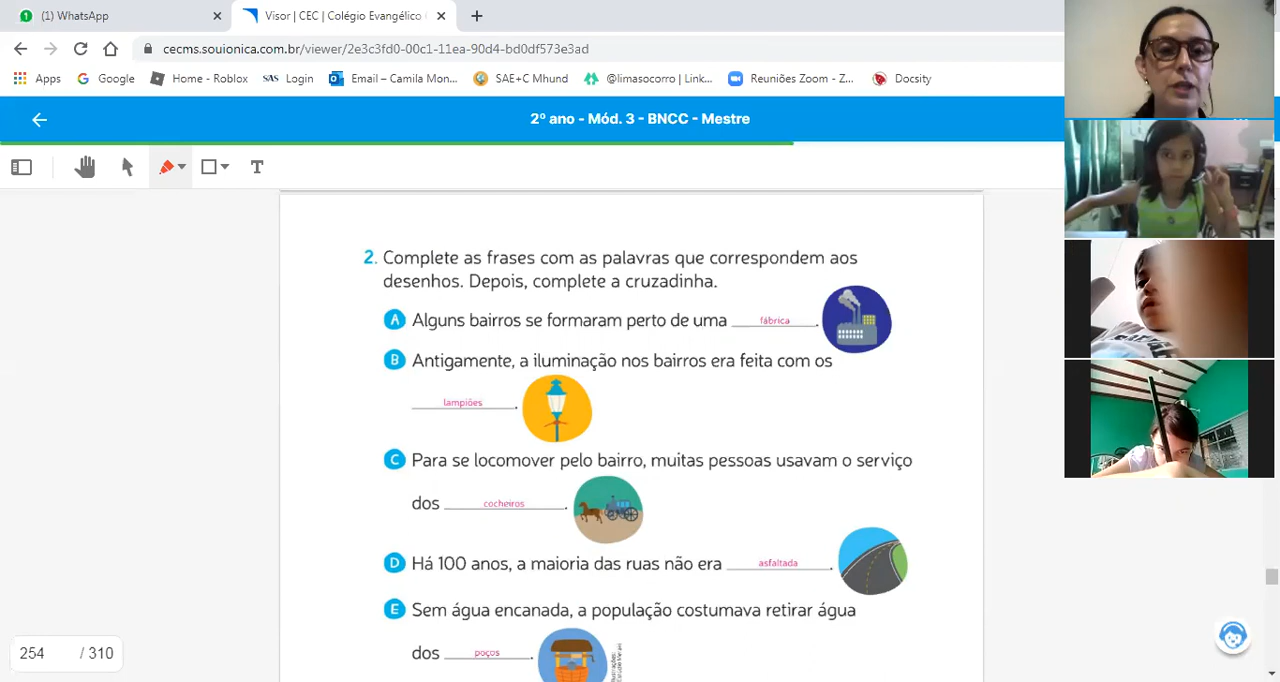 (1) WhatsApp
Visor | CEC | Colégio Evangélico
cecms.souionica.com.br/viewer/2e3c3fd0-00c1-11ea-90d4-bd0df573e3ad
Apps Google Home - Roblox SAS Login Email – Camila Mon... SAE+C Mhund @limasocorro | Link... Reuniões Zoom - Z... Docsity
2º ano - Mód. 3 - BNCC - Mestre
T
2. Complete as frases com as palavras que correspondem aos
desenhos. Depois, complete a cruzadinha.
A Alguns bairros se formaram perto de uma fábrica.
B Antigamente, a iluminação nos bairros era feita com os
lampiões.
C Para se locomover pelo bairro, muitas pessoas usavam o serviço
dos cocheiros.
D Há 100 anos, a maioria das ruas não era asfaltada.
E Sem água encanada, a população costumava retirar água
dos poços.
254 / 310